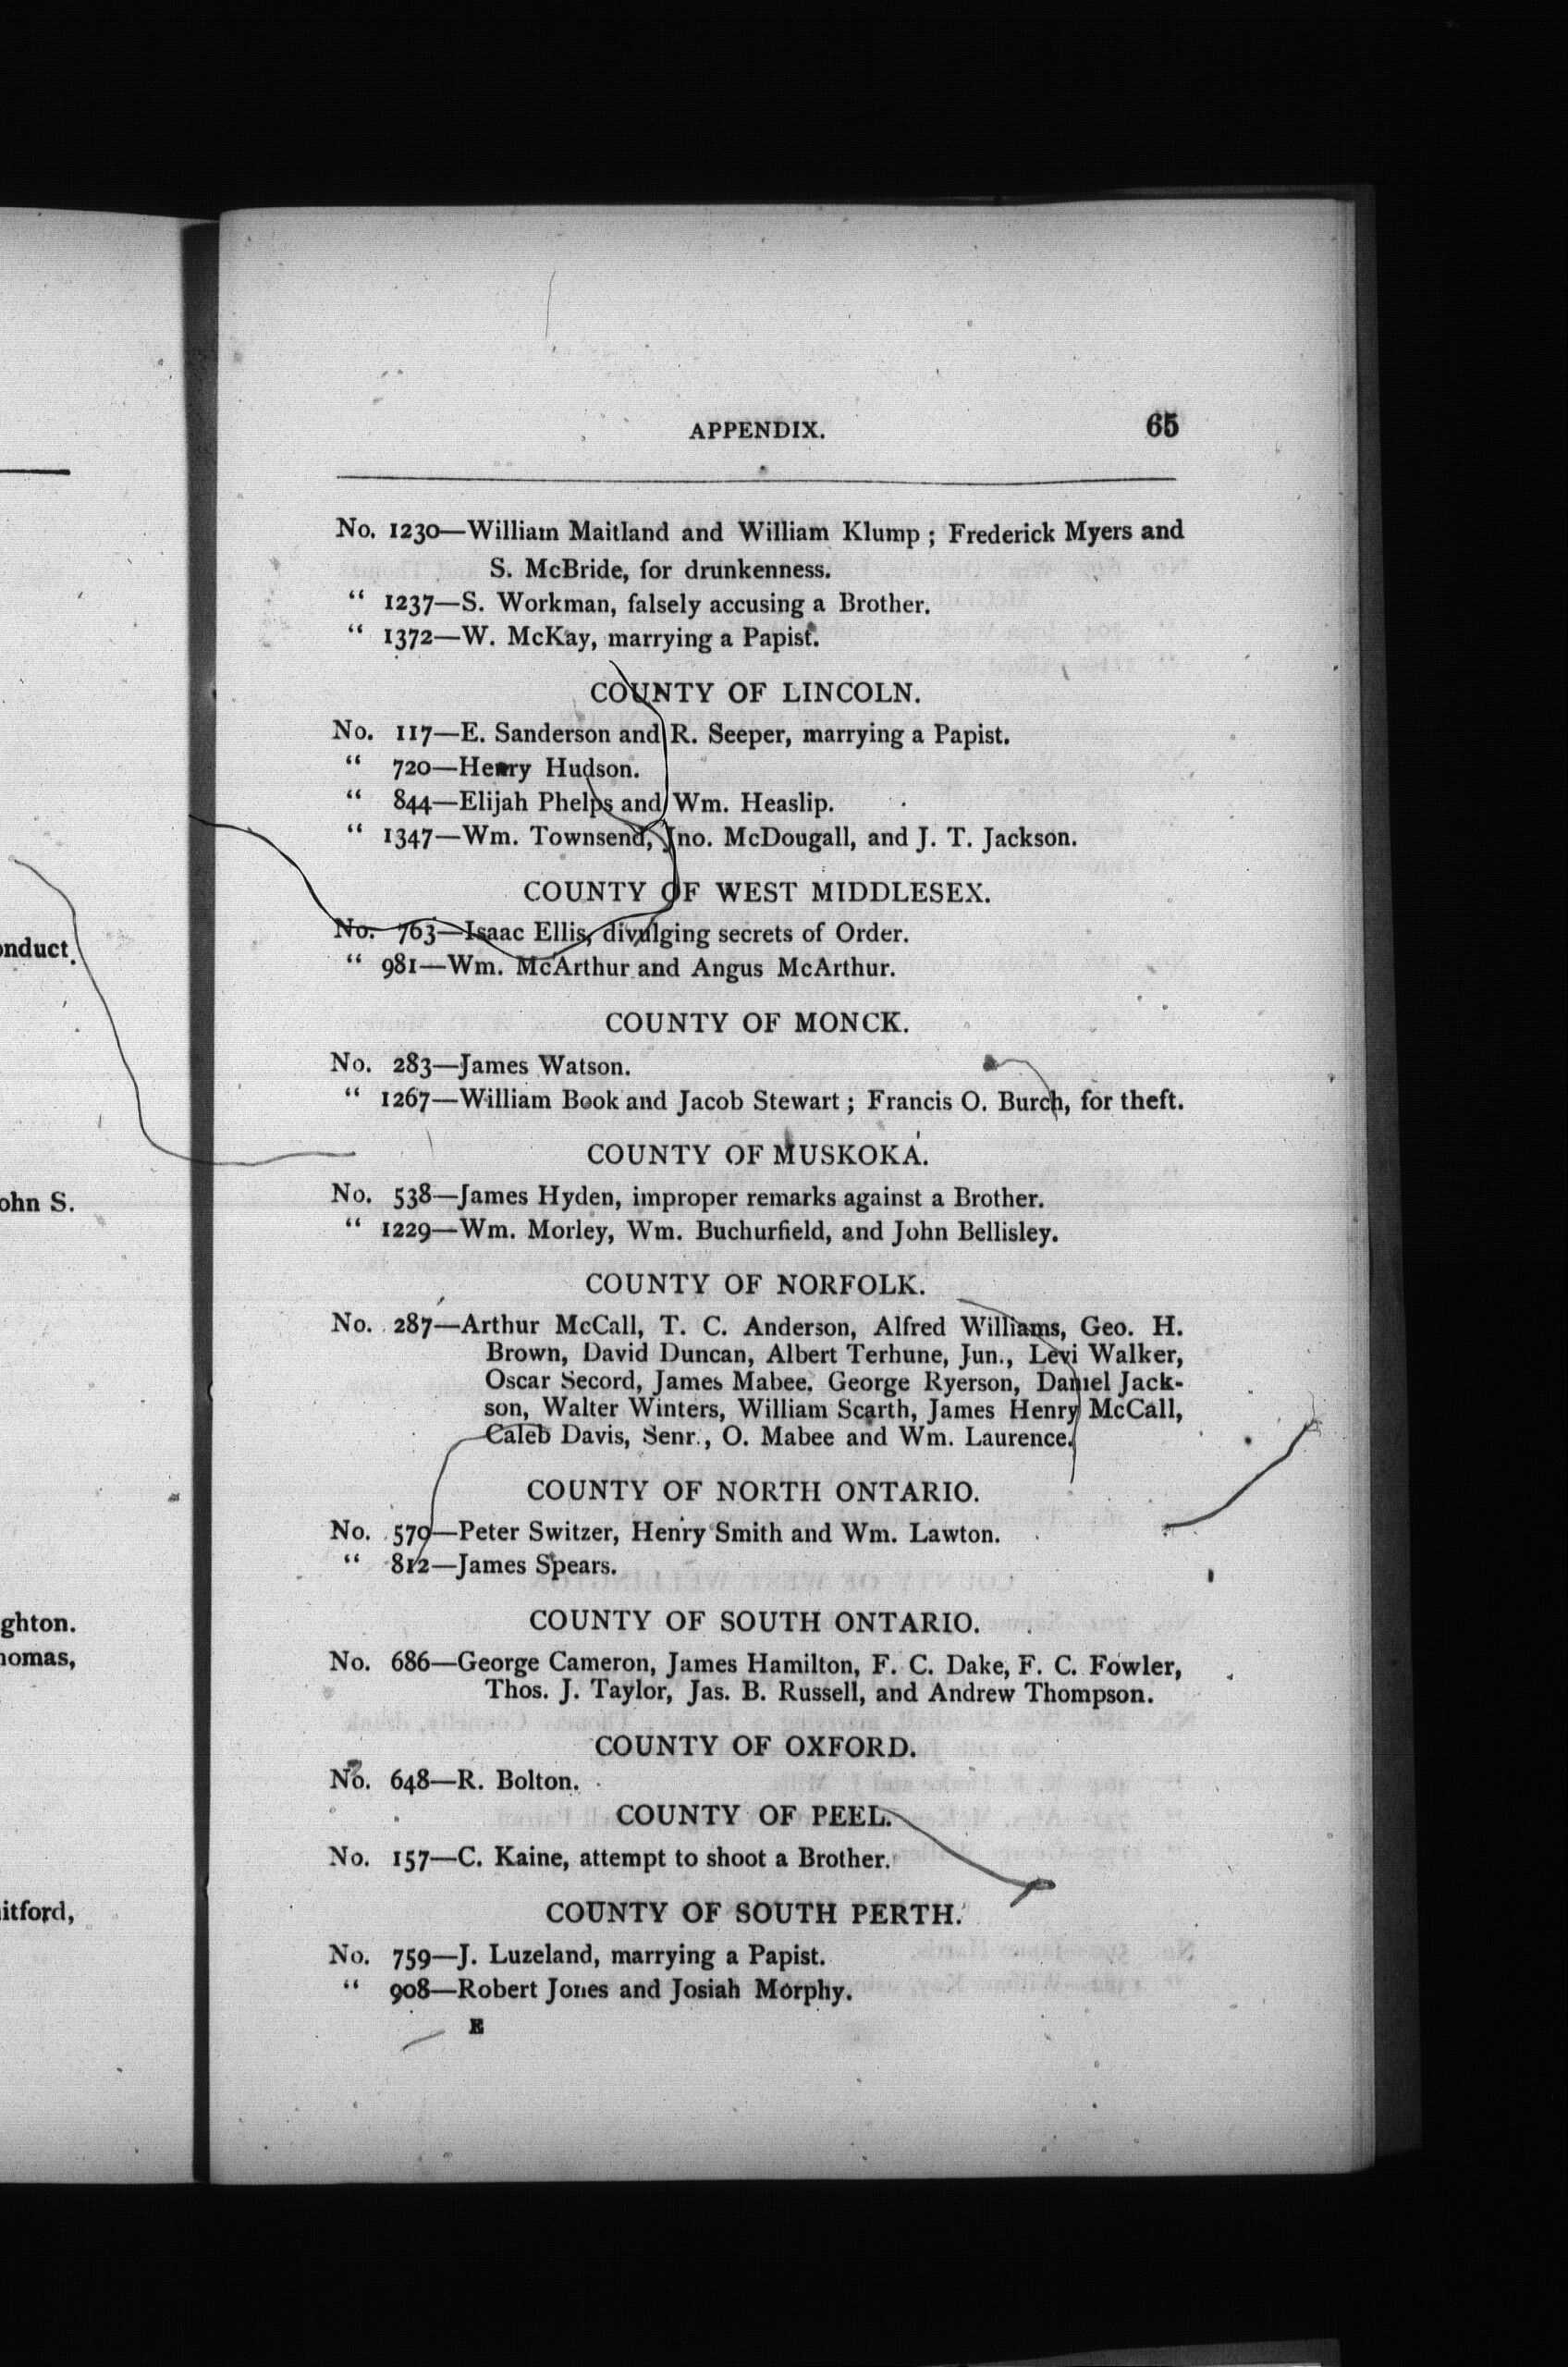 onduct.
ohn S.
ghton.
homas,
itford,
APPENDIX.
65
No. 1230—William Maitland and William Klump ; Frederick Myers and
S. McBride, for drunkenness.
“ 1237—S. Workman, falsely accusing a Brother.
“ 1372—W. McKay, marrying a Papist.
COUNTY OF LINCOLN.
No. 117—E. Sanderson and R. Seeper, marrying a Papist.
“ 720—Henry Hudson.
“ 844—Elijah Phelps and Wm. Heaslip.
“ 1347—Wm. Townsend, Jno. McDougall, and J. T. Jackson.
COUNTY OF WEST MIDDLESEX.
No. 763—Isaac Ellis, divulging secrets of Order.
“ 981—Wm. McArthur and Angus McArthur.
COUNTY OF MONCK.
No. 283—James Watson.
“ 1267—William Book and Jacob Stewart ; Francis O. Burch, for theft.
COUNTY OF MUSKOKA.
No. 538—James Hyden, improper remarks against a Brother.
“ 1229—Wm. Morley, Wm. Buchurfield, and John Bellisley.
COUNTY OF NORFOLK.
No. 287—Arthur McCall, T. C. Anderson, Alfred Williams, Geo. H.
Brown, David Duncan, Albert Terhune, Jun., Levi Walker,
Oscar Secord, James Mabee, George Ryerson, Daniel Jack-
son, Walter Winters, William Scarth, James Henry McCall,
Caleb Davis, Senr., O. Mabee and Wm. Laurence.
COUNTY OF NORTH ONTARIO.
No. 570—Peter Switzer, Henry Smith and Wm. Lawton.
“ 812—James Spears.
COUNTY OF SOUTH ONTARIO.
No. 686—George Cameron, James Hamilton, F. C. Dake, F. C. Fowler,
Thos. J. Taylor, Jas. B. Russell, and Andrew Thompson.
COUNTY OF OXFORD.
No. 648—R. Bolton.
COUNTY OF PEEL.
No. 157—C. Kaine, attempt to shoot a Brother.
COUNTY OF SOUTH PERTH.
No. 759—J. Luzeland, marrying a Papist.
“ 908—Robert Jones and Josiah Morphy.
E